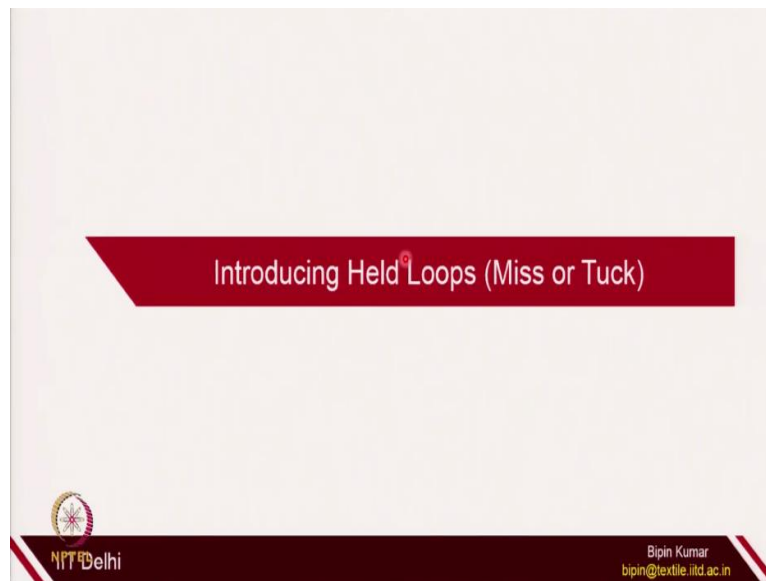 Introducing Held Loops (Miss or Tuck)
NPTEL
IIT Delhi
Bipin Kumar
bipin@textile.iitd.ac.in